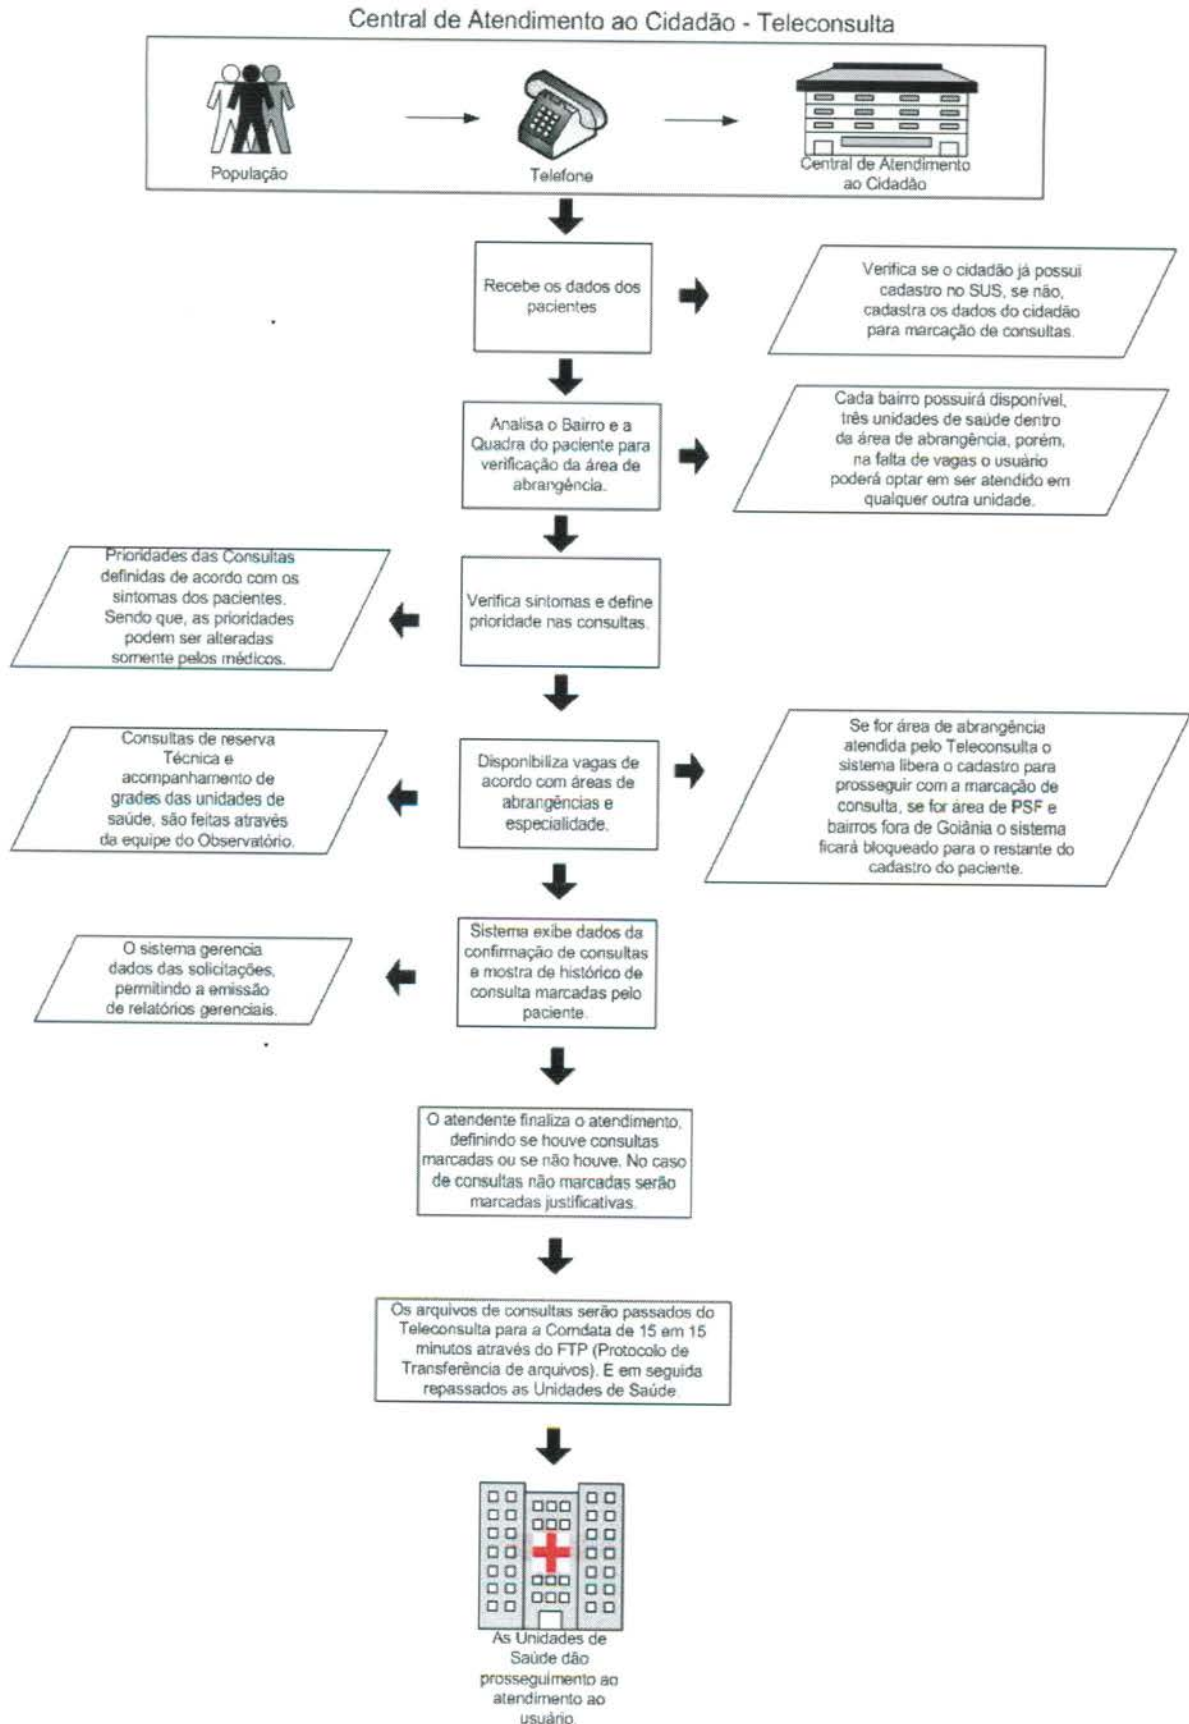 Central de Atendimento ao Cidadão - Teleconsulta
População
Telefone
Central de Atendimento
ao Cidadão
Recebe os dados dos
pacientes
Verifica se o cidadão já possui
cadastro no SUS, se não,
cadastra os dados do cidadão
para marcação de consultas.
Analisa o Bairro e a
Quadra do paciente para
verificação da área de
abrangência.
Cada bairro possuirá disponível,
três unidades de saúde dentro
da área de abrangência, porém,
na falta de vagas o usuário
poderá optar em ser atendido em
qualquer outra unidade.
Prioridades das Consultas
definidas de acordo com os
sintomas dos pacientes.
Sendo que, as prioridades
podem ser alteradas
somente pelos médicos.
Verifica sintomas e define
prioridade nas consultas.
Consultas de reserva
Técnica e
acompanhamento de
grades das unidades de
saúde, são feitas através
da equipe do Observatório.
Disponibiliza vagas de
acordo com áreas de
abrangências e
especialidade.
Se for área de abrangência
atendida pelo Teleconsulta o
sistema libera o cadastro para
prosseguir com a marcação de
consulta, se for área de PSF e
bairros fora de Goiânia o sistema
ficará bloqueado para o restante do
cadastro do paciente.
O sistema gerencia
dados das solicitações,
permitindo a emissão
de relatórios gerenciais.
Sistema exibe dados da
confirmação de consultas
e mostra de histórico de
consulta marcadas pelo
paciente.
O atendente finaliza o atendimento,
definindo se houve consultas
marcadas ou se não houve. No caso
de consultas não marcadas serão
marcadas justificativas.
Os arquivos de consultas serão passados do
Teleconsulta para a Comdata de 15 em 15
minutos através do FTP (Protocolo de
Transferência de arquivos). E em seguida
repassados as Unidades de Saúde
As Unidades de
Saúde dão
prosseguimento ao
atendimento ao
usuário.